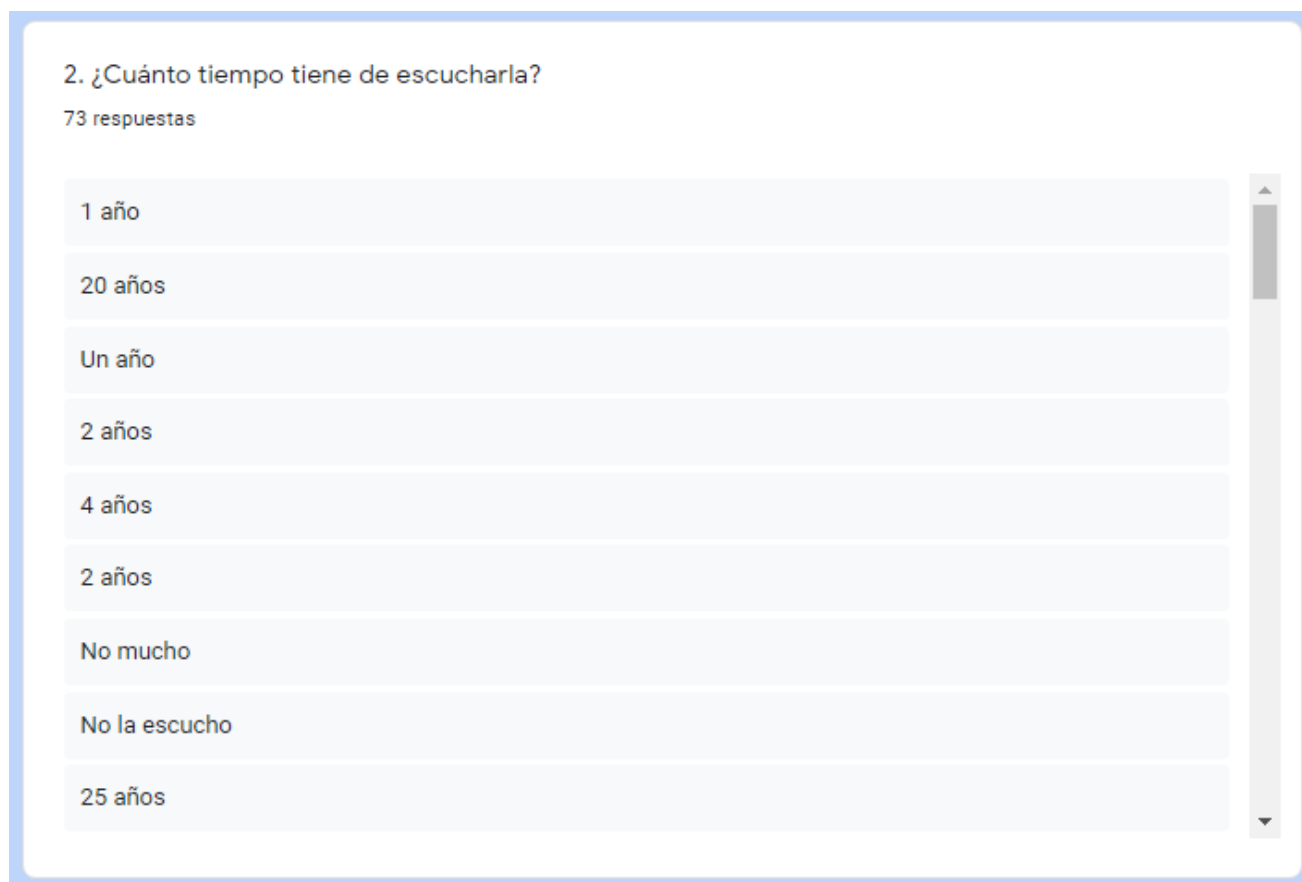 2. ¿Cuánto tiempo tiene de escucharla?
73 respuestas
1 año
20 años
Un año
2 años
4 años
2 años
No mucho
No la escucho
25 años